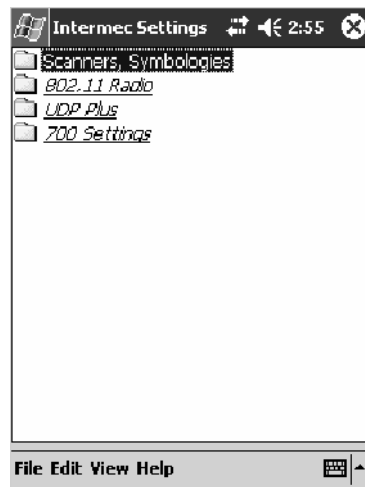 Intermec Settings 2:55
Scanners, Symbologies
802.11 Radio
UDP Plus
700 Settings
File Edit View Help